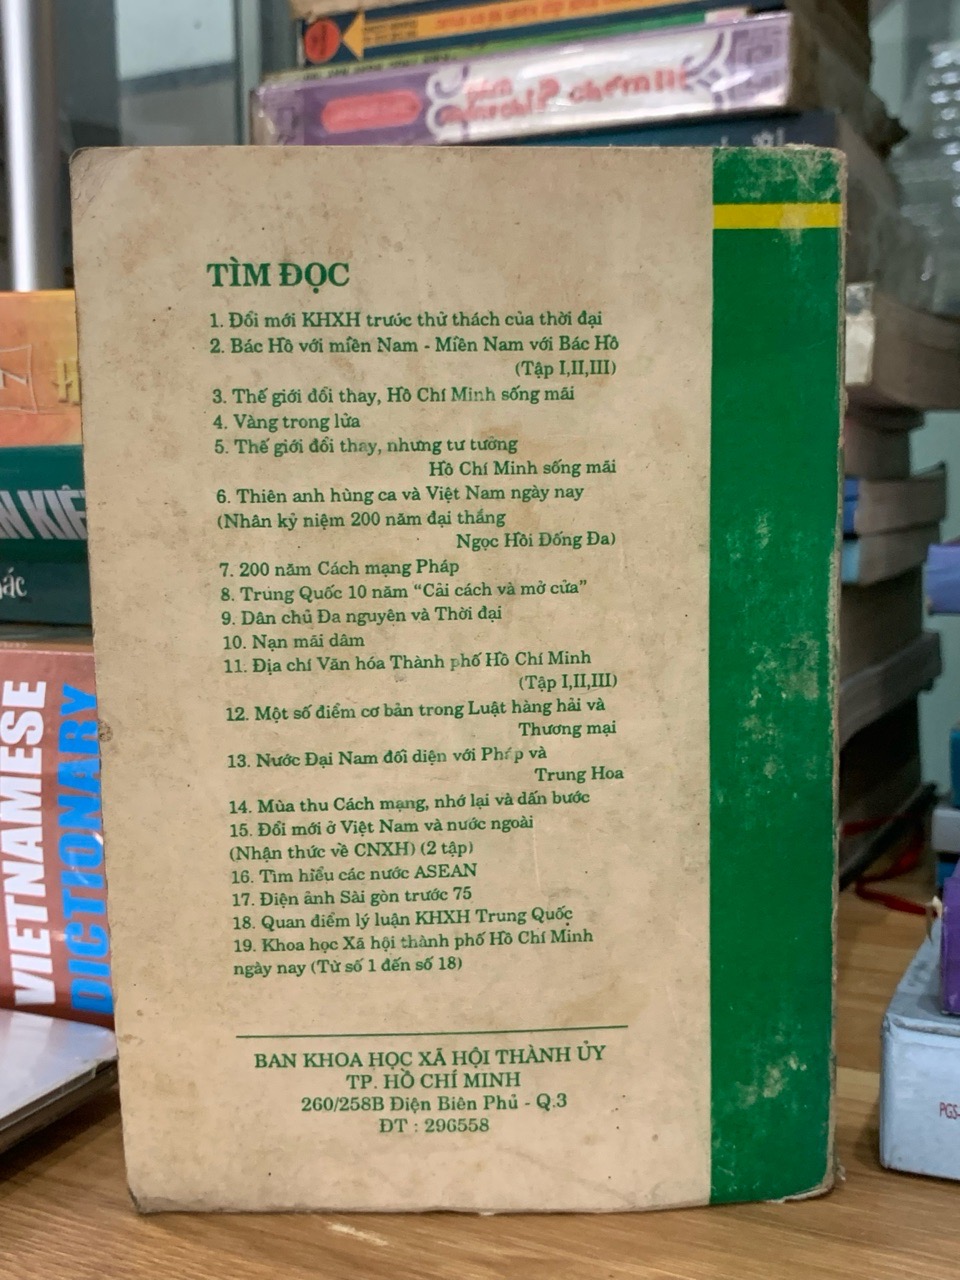 chém
TÌM ĐỌC
1. Đổi mới KHXH trước thử thách của thời đại
2. Bác Hồ với miền Nam - Miền Nam với Bác Hồ
(Tập I,II,III)
3. Thế giới đổi thay, Hồ Chí Minh sống mãi
4. Vàng trong lửa
5. Thế giới đổi thay, nhưng tư tưởng
Hồ Chí Minh sống mãi
6. Thiên anh hùng ca và Việt Nam ngày nay
(Nhân kỷ niệm 200 năm đại thắng
Ngọc Hồi Đống Đa)
7. 200 năm Cách mạng Pháp
8. Trung Quốc 10 năm “Cải cách và mở cửa”
9. Dân chủ Đa nguyên và Thời đại
10. Nạn mãi dâm
11. Địa chí Văn hóa Thành phố Hồ Chí Minh
(Tập I,II,III)
12. Một số điểm cơ bản trong Luật hàng hải và
Thương mại
13. Nước Đại Nam đối diện với Pháp và
Trung Hoa
14. Mùa thu Cách mạng, nhớ lại và dấn bước
15. Đổi mới ở Việt Nam và nước ngoài
(Nhận thức về CNXH) (2 tập)
16. Tìm hiểu các nước ASEAN
17. Điện ảnh Sài gòn trước 75
18. Quan điểm lý luận KHXH Trung Quốc
19. Khoa học Xã hội thành phố Hồ Chí Minh
ngày nay (Từ số 1 đến số 18)
BAN KHOA HỌC XÃ HỘI THÀNH ỦY
TP. HỒ CHÍ MINH
260/258B Điện Biên Phủ - Q.3
ĐT : 296558
VIETNAMESE
DICTIONARY
PGS